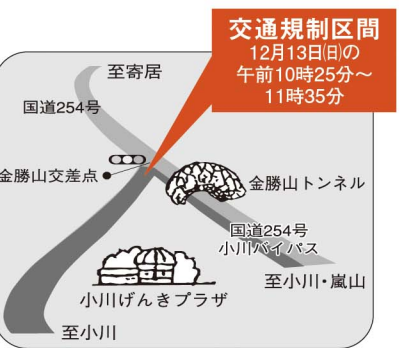 交通規制区間
12月13日㈰の
午前10時25分～
11時35分
至寄居
国道254号
金勝山交差点
金勝山トンネル
国道254号
小川バイパス
至小川・嵐山
小川げんきプラザ
至小川